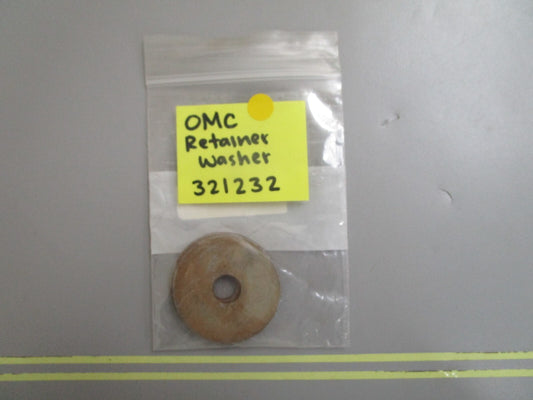 OMC
Retainer
Washer
321232